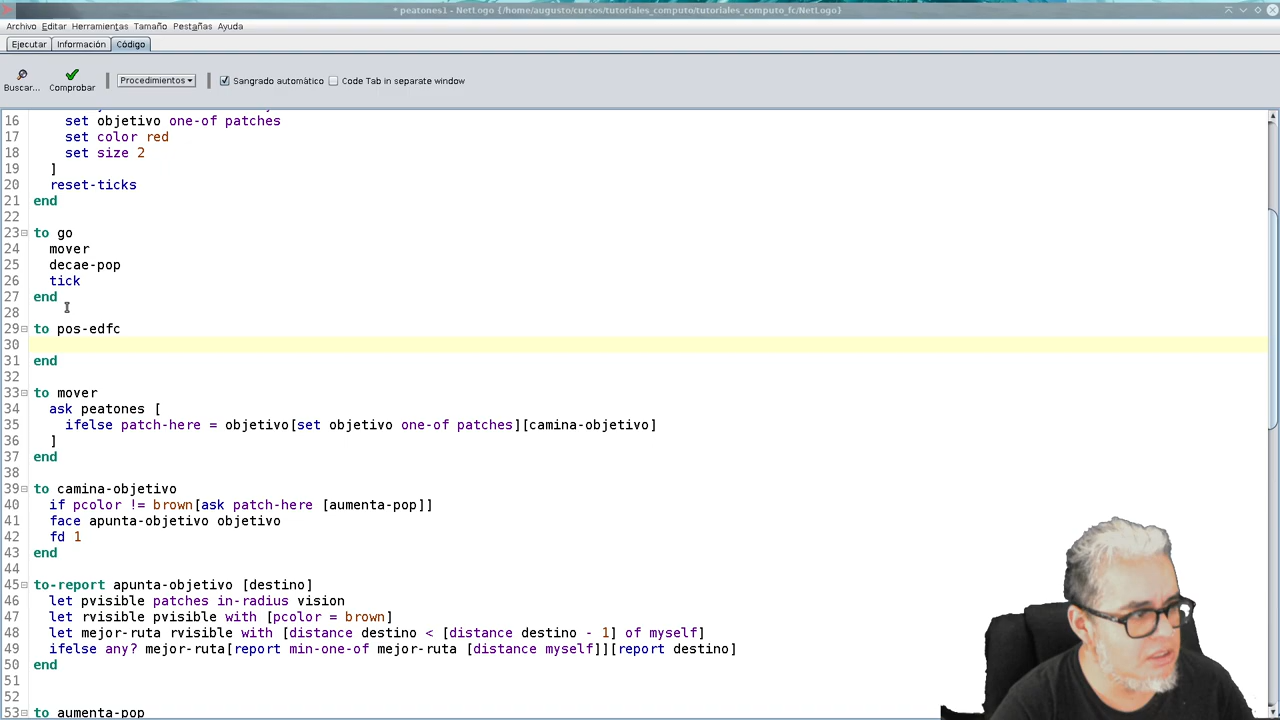 * peatones1 - NetLogo {/home/augusto/cursos/tutoriales_computo/tutoriales_computo_fc/NetLogo}
Archivo Editar Herramientas Tamaño Pestañas Ayuda
Ejecutar Información Código
Buscar... Comprobar Procedimientos Sangrado automático Code Tab in separate window
16 set objetivo one-of patches
17 set color red
18 set size 2
19 ]
20 reset-ticks
21 end
22
23 to go
24 mover
25 decae-pop
26 tick
27 end
28
29 to pos-edfc
30
31 end
32
33 to mover
34 ask peatones [
35 ifelse patch-here = objetivo[set objetivo one-of patches][camina-objetivo]
36 ]
37 end
38
39 to camina-objetivo
40 if pcolor != brown[ask patch-here [aumenta-pop]]
41 face apunta-objetivo objetivo
42 fd 1
43 end
44
45 to-report apunta-objetivo [destino]
46 let pvisible patches in-radius vision
47 let rvisible pvisible with [pcolor = brown]
48 let mejor-ruta rvisible with [distance destino < [distance destino - 1] of myself]
49 ifelse any? mejor-ruta[report min-one-of mejor-ruta [distance myself]][report destino]
50 end
51
52
53 to aumenta-pop